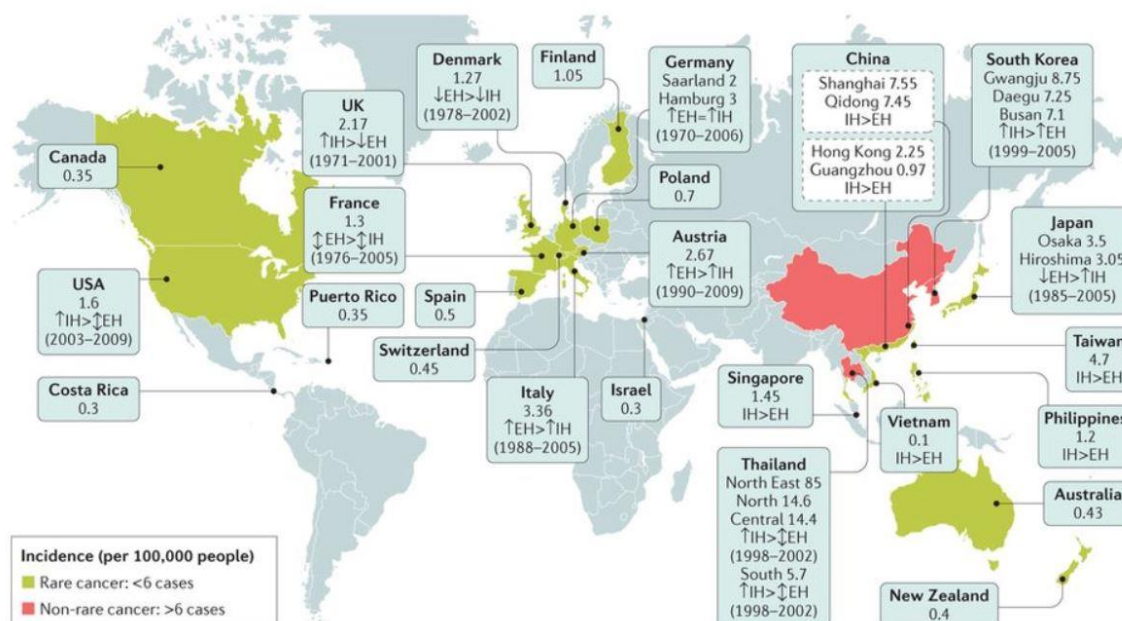 Denmark
1.27
↓EH>↓IH
(1978–2002)
Finland
1.05
Germany
Saarland 2
Hamburg 3
↑EH=↑IH
(1970–2006)
China
Shanghai 7.55
Qidong 7.45
IH>EH
Hong Kong 2.25
Guangzhou 0.97
IH>EH
South Korea
Gwangju 8.75
Daegu 7.25
Busan 7.1
↑IH>↑EH
(1999–2005)
UK
2.17
↑IH>↓EH
(1971–2001)
Canada
0.35
Poland
0.7
France
1.3
↕EH>↕IH
(1976–2005)
Austria
2.67
↑EH>↑IH
(1990–2009)
Japan
Osaka 3.5
Hiroshima 3.05
↓EH>↑IH
(1985–2005)
USA
1.6
↑IH>↕EH
(2003–2009)
Puerto Rico
0.35
Spain
0.5
Switzerland
0.45
Taiwan
4.7
IH>EH
Costa Rica
0.3
Italy
3.36
↑EH>↑IH
(1988–2005)
Israel
0.3
Singapore
1.45
IH>EH
Vietnam
0.1
IH>EH
Philippines
1.2
IH>EH
Thailand
North East 85
North 14.6
Central 14.4
↑IH>↕EH
(1998–2002)
South 5.7
↑IH>↕EH
(1998–2002)
Australia
0.43
New Zealand
0.4
Incidence (per 100,000 people)
Rare cancer: <6 cases
Non-rare cancer: >6 cases